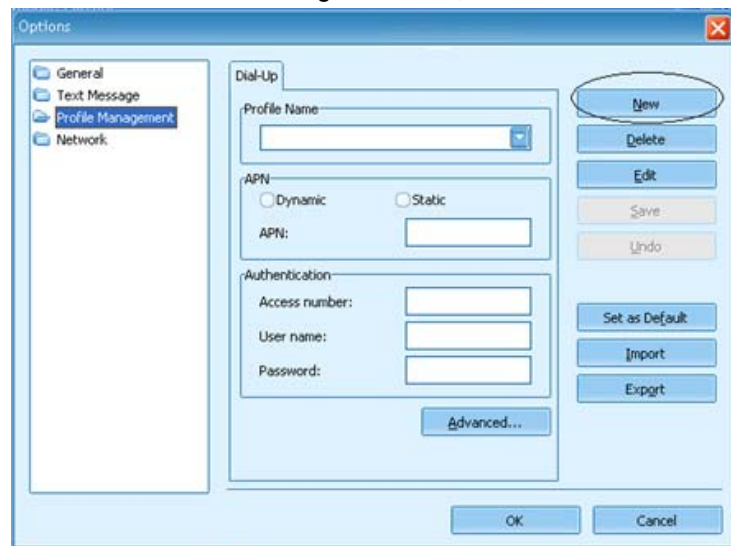 Options
General
Text Message
Profile Management
Network
Dial-Up
Profile Name
APN
Dynamic
Static
APN:
Authentication
Access number:
User name:
Password:
Advanced...
New
Delete
Edit
Save
Undo
Set as Default
Import
Export
OK
Cancel